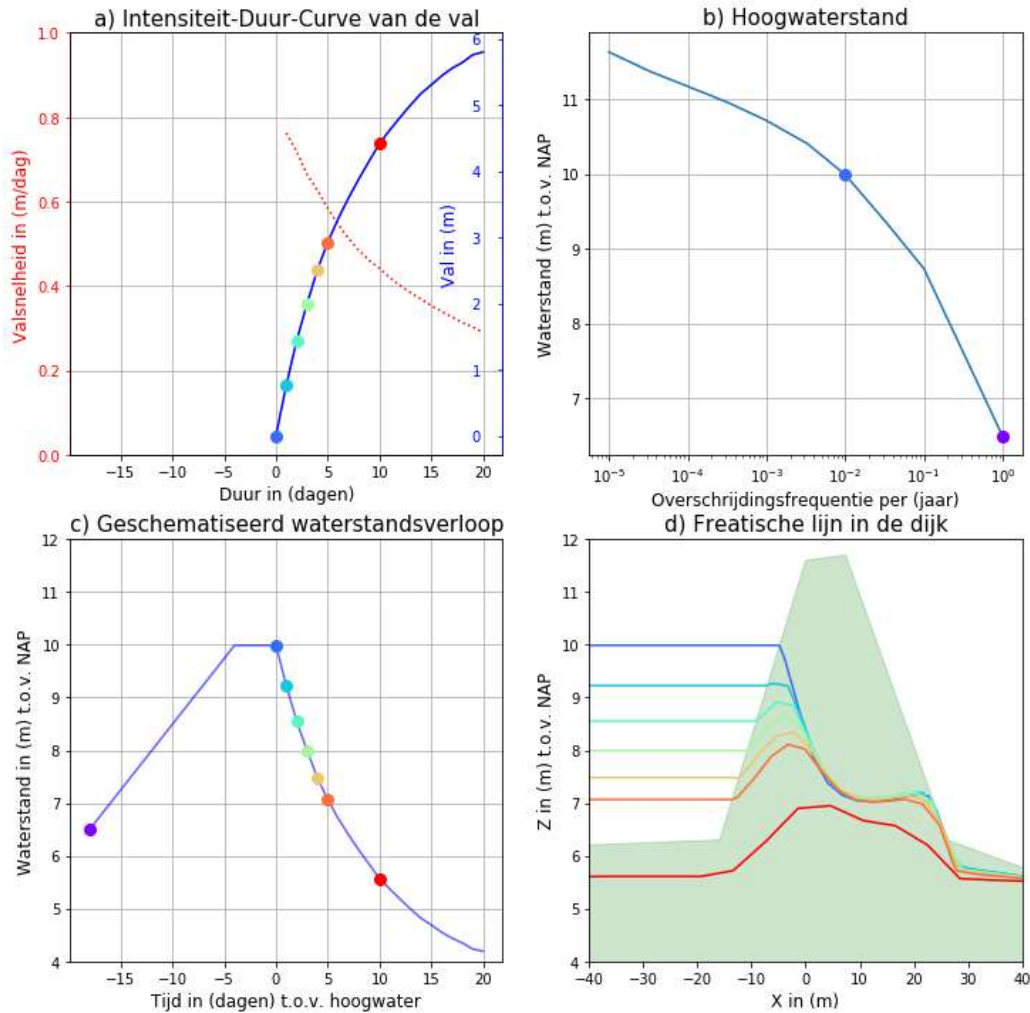 a) Intensiteit-Duur-Curve van de val
1.0
0.8
0.6
0.4
0.2
0.0
Valsnelheid in (m/dag)
6
5
4
3
2
1
0
Val in (m)
−15 −10 −5 0 5 10 15 20
Duur in (dagen)
b) Hoogwaterstand
11
10
9
8
7
Waterstand (m) t.o.v. NAP
10⁻⁵ 10⁻⁴ 10⁻³ 10⁻² 10⁻¹ 10⁰
Overschrijdingsfrequentie per (jaar)
c) Geschematiseerd waterstandsverloop
12
11
10
9
8
7
6
5
4
Waterstand in (m) t.o.v. NAP
−15 −10 −5 0 5 10 15 20
Tijd in (dagen) t.o.v. hoogwater
d) Freatische lijn in de dijk
12
11
10
9
8
7
6
5
4
Z in (m) t.o.v. NAP
−40 −30 −20 −10 0 10 20 30 40
X in (m)